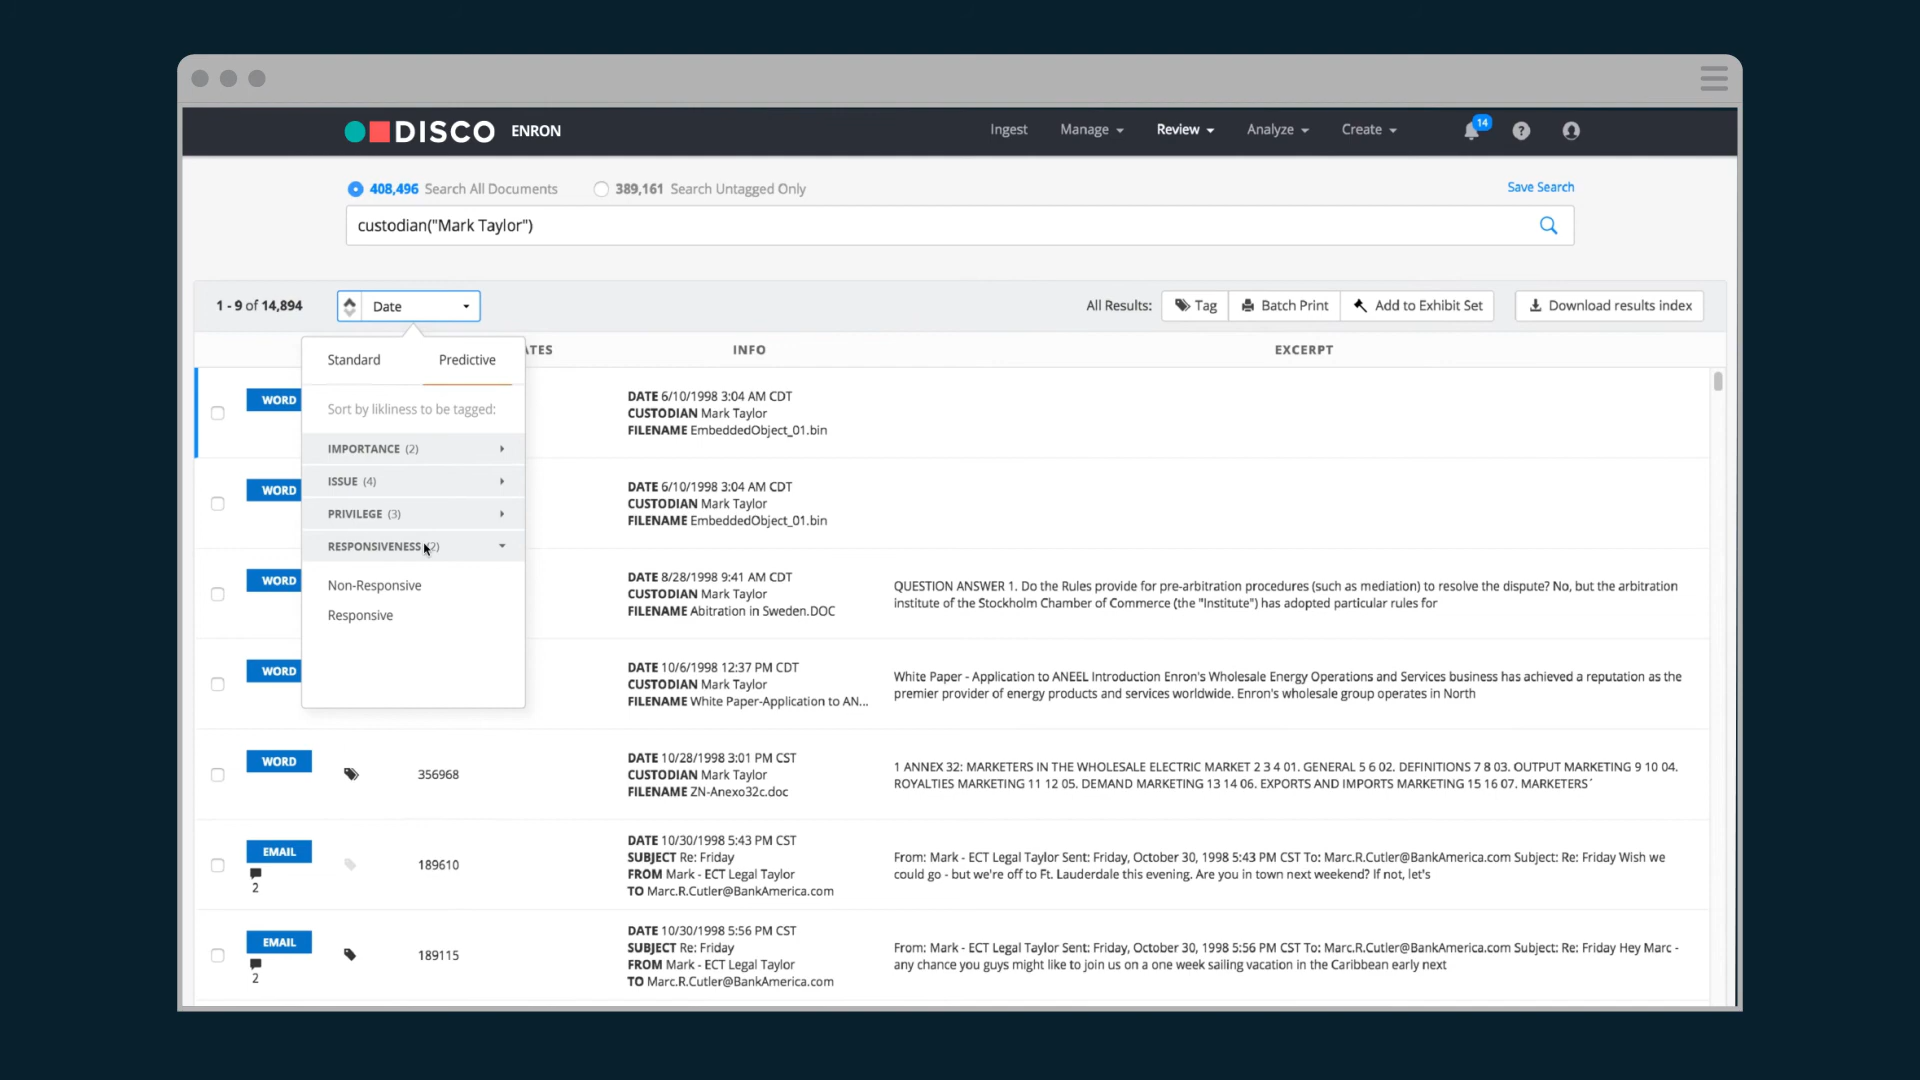 DISCO ENRON Ingest Manage Review Analyze Create 14 ?
408,496 Search All Documents 389,161 Search Untagged Only Save Search
custodian("Mark Taylor")
1 - 9 of 14,894 Date All Results: Tag Batch Print Add to Exhibit Set Download results index
INFO EXCERPT
Standard Predictive
Sort by likliness to be tagged:
IMPORTANCE (2)
ISSUE (4)
PRIVILEGE (3)
RESPONSIVENESS
Non-Responsive
Responsive
WORD
DATE 6/10/1998 3:04 AM CDT
CUSTODIAN Mark Taylor
FILENAME EmbeddedObject_01.bin
WORD
DATE 6/10/1998 3:04 AM CDT
CUSTODIAN Mark Taylor
FILENAME EmbeddedObject_01.bin
WORD
DATE 8/28/1998 9:41 AM CDT
CUSTODIAN Mark Taylor
FILENAME Abitration in Sweden.DOC
QUESTION ANSWER 1. Do the Rules provide for pre-arbitration procedures (such as mediation) to resolve the dispute? No, but the arbitration
institute of the Stockholm Chamber of Commerce (the "Institute") has adopted particular rules for
WORD
DATE 10/6/1998 12:37 PM CDT
CUSTODIAN Mark Taylor
FILENAME White Paper-Application to AN...
White Paper - Application to ANEEL Introduction Enron's Wholesale Energy Operations and Services business has achieved a reputation as the
premier provider of energy products and services worldwide. Enron's wholesale group operates in North
WORD
356968
DATE 10/28/1998 3:01 PM CST
CUSTODIAN Mark Taylor
FILENAME ZN-Anexo32c.doc
1 ANNEX 32: MARKETERS IN THE WHOLESALE ELECTRIC MARKET 2 3 4 01. GENERAL 5 6 02. DEFINITIONS 7 8 03. OUTPUT MARKETING 9 10 04.
ROYALTIES MARKETING 11 12 05. DEMAND MARKETING 13 14 06. EXPORTS AND IMPORTS MARKETING 15 16 07. MARKETERS´
EMAIL
2
189610
DATE 10/30/1998 5:43 PM CST
SUBJECT Re: Friday
FROM Mark - ECT Legal Taylor
TO Marc.R.Cutler@BankAmerica.com
From: Mark - ECT Legal Taylor Sent: Friday, October 30, 1998 5:43 PM CST To: Marc.R.Cutler@BankAmerica.com Subject: Re: Friday Wish we
could go - but we're off to Ft. Lauderdale this evening. Are you in town next weekend? If not, let's
EMAIL
2
189115
DATE 10/30/1998 5:56 PM CST
SUBJECT Re: Friday
FROM Mark - ECT Legal Taylor
TO Marc.R.Cutler@BankAmerica.com
From: Mark - ECT Legal Taylor Sent: Friday, October 30, 1998 5:56 PM CST To: Marc.R.Cutler@BankAmerica.com Subject: Re: Friday Hey Marc -
any chance you guys might like to join us on a one week sailing vacation in the Caribbean early next